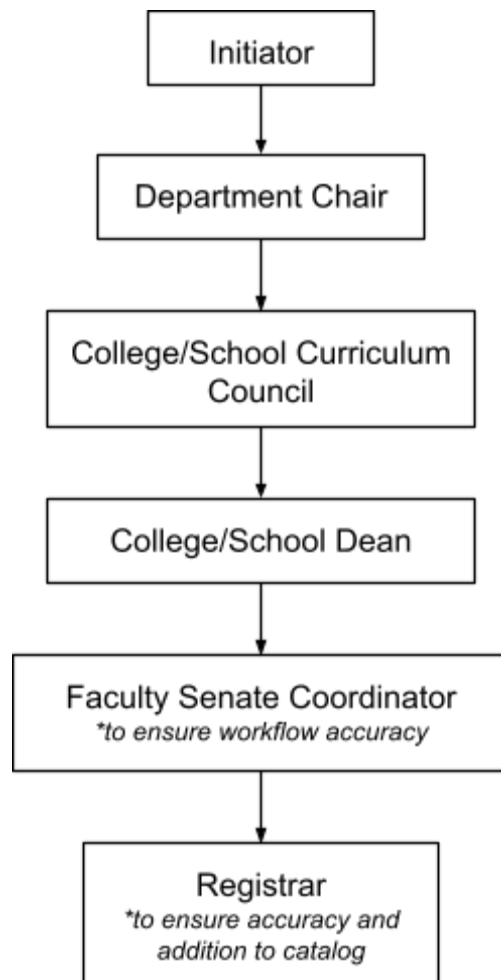 Initiator
Department Chair
College/School Curriculum
Council
College/School Dean
Faculty Senate Coordinator
*to ensure workflow accuracy
Registrar
*to ensure accuracy and
addition to catalog